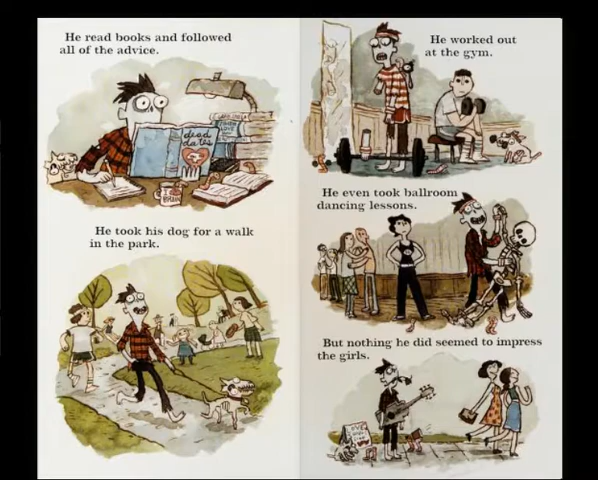 He read books and followed
all of the advice.
dead
dates
I
BRAIN
He took his dog for a walk
in the park.
He worked out
at the gym.
He even took ballroom
dancing lessons.
But nothing he did seemed to impress
the girls.